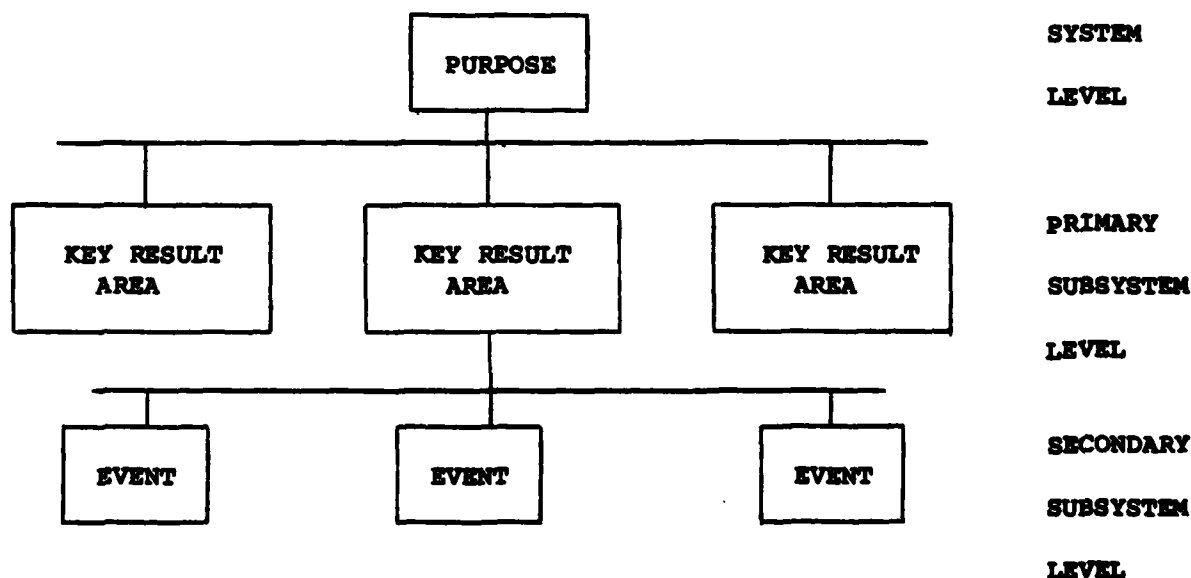 PURPOSE
SYSTEM
LEVEL
KEY RESULT
AREA
KEY RESULT
AREA
KEY RESULT
AREA
PRIMARY
SUBSYSTEM
LEVEL
EVENT
EVENT
EVENT
SECONDARY
SUBSYSTEM
LEVEL